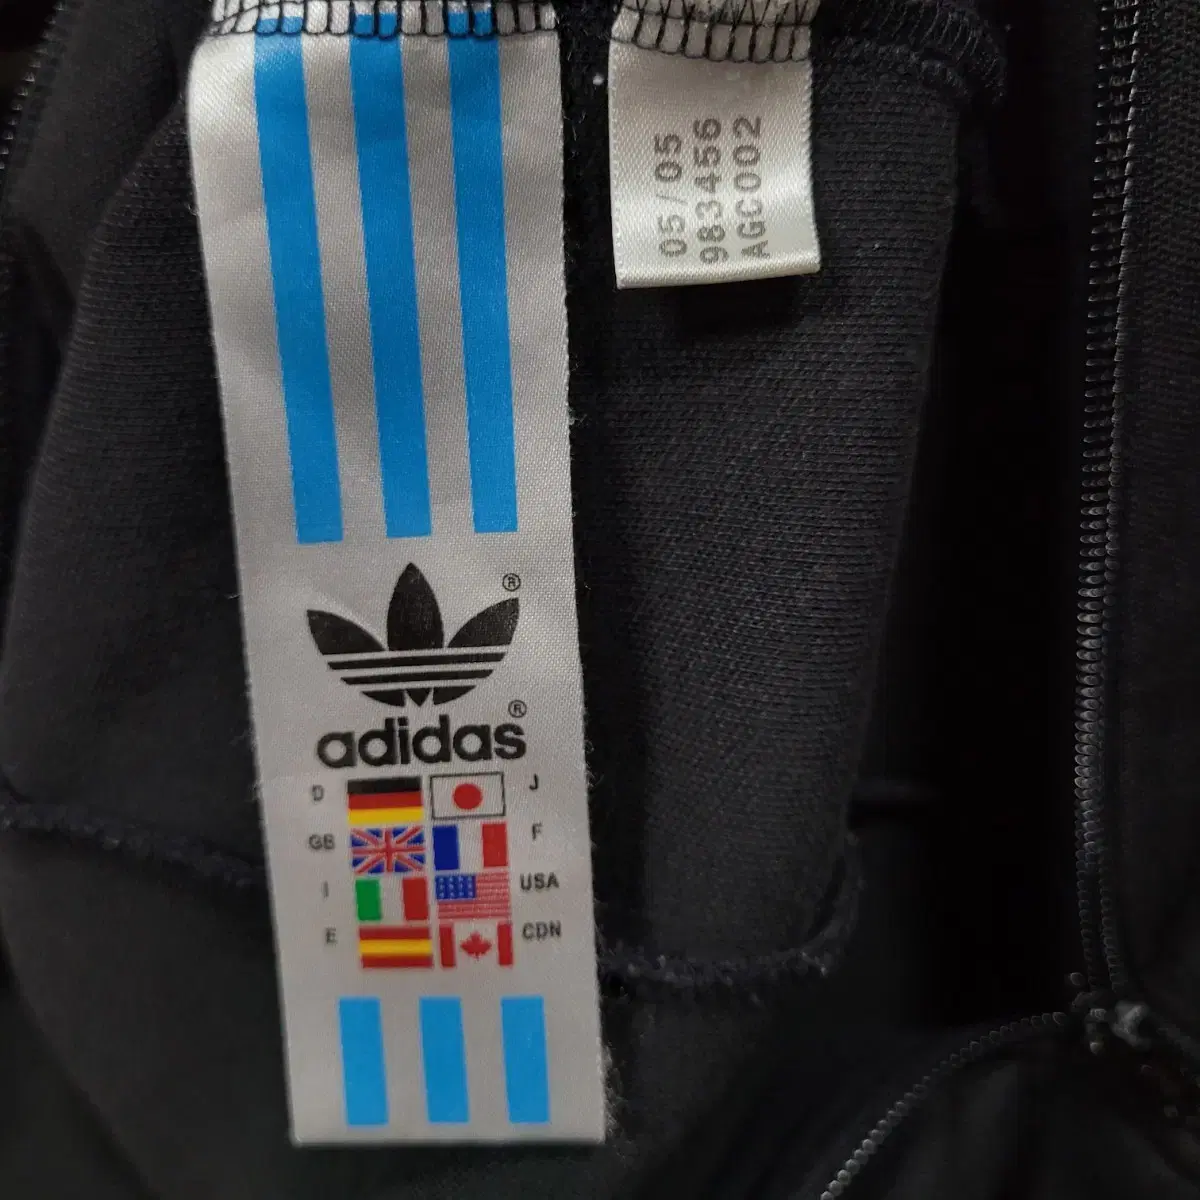 05/05
983456
AGC002
®
adidas®
D J
GB F
I USA
E CDN